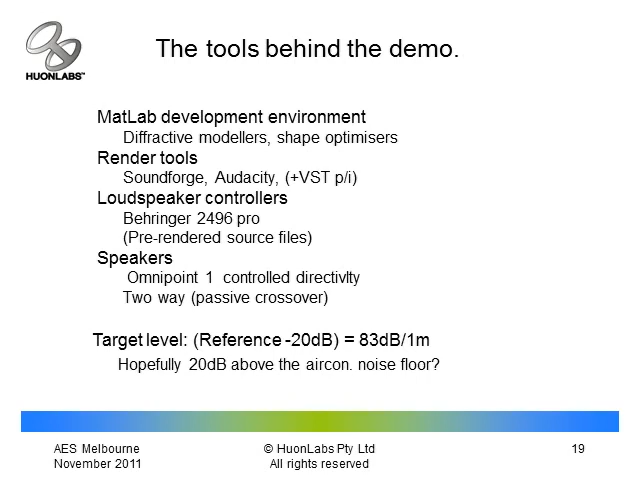 HUONLABS™
The tools behind the demo.
MatLab development environment
Diffractive modellers, shape optimisers
Render tools
Soundforge, Audacity, (+VST p/i)
Loudspeaker controllers
Behringer 2496 pro
(Pre-rendered source files)
Speakers
Omnipoint 1 controlled directivlty
Two way (passive crossover)
Target level: (Reference -20dB) = 83dB/1m
Hopefully 20dB above the aircon. noise floor?
AES Melbourne
November 2011
© HuonLabs Pty Ltd
All rights reserved
19